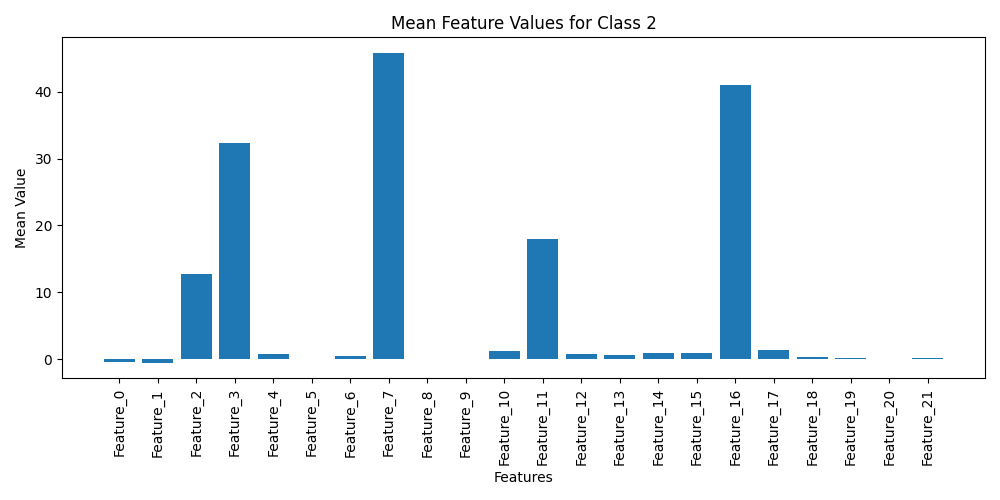 Mean Feature Values for Class 2
Mean Value
40
30
20
10
0
Feature_0
Feature_1
Feature_2
Feature_3
Feature_4
Feature_5
Feature_6
Feature_7
Feature_8
Feature_9
Feature_10
Feature_11
Feature_12
Feature_13
Feature_14
Feature_15
Feature_16
Feature_17
Feature_18
Feature_19
Feature_20
Feature_21
Features